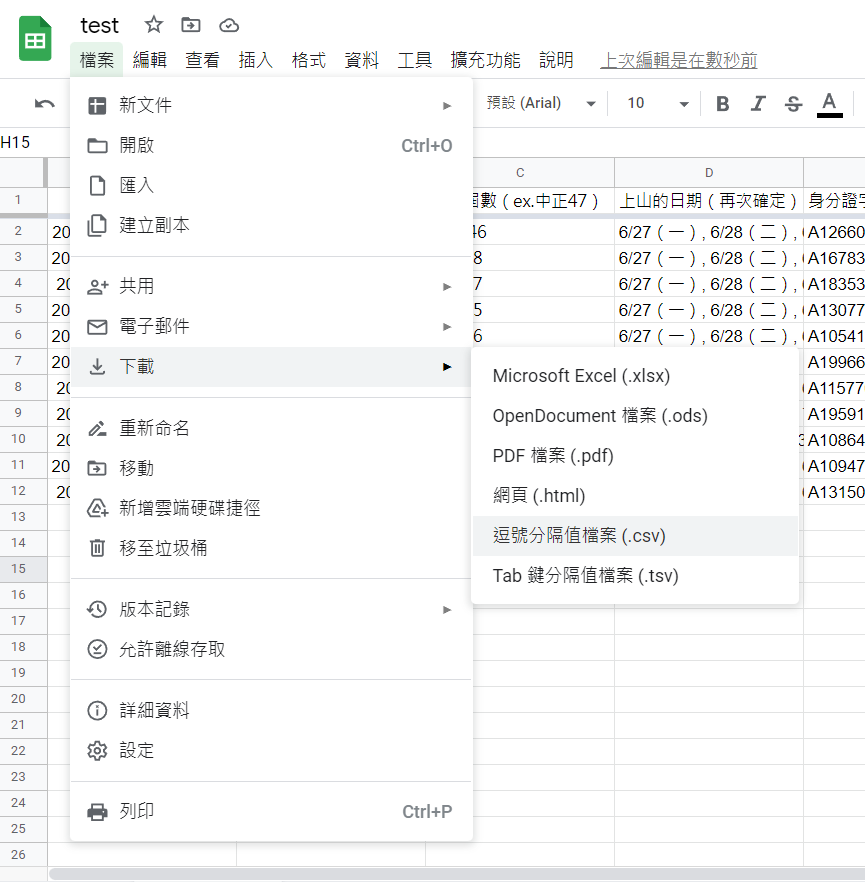 test
檔案 編輯 查看 插入 格式 資料 工具 擴充功能 說明 上次編輯是在數秒前
預設 (Arial) 10 B I S A
H15
新文件
開啟 Ctrl+O
匯入
建立副本
共用
電子郵件
下載
重新命名
移動
新增雲端硬碟捷徑
移至垃圾桶
版本記錄
允許離線存取
詳細資料
設定
列印 Ctrl+P
Microsoft Excel (.xlsx)
OpenDocument 檔案 (.ods)
PDF 檔案 (.pdf)
網頁 (.html)
逗號分隔值檔案 (.csv)
Tab 鍵分隔值檔案 (.tsv)
C D
1 數 ( ex.中正47 ) 上山的日期 ( 再次確定 ) 身分證
2 20 46 6/27 ( 一 ) , 6/28 ( 二 ) , A12660
3 20 8 6/27 ( 一 ) , 6/28 ( 二 ) , A16783
4 20 7 6/27 ( 一 ) , 6/28 ( 二 ) , A18353
5 20 5 6/27 ( 一 ) , 6/28 ( 二 ) , A13077
6 20 6 6/27 ( 一 ) , 6/28 ( 二 ) , A10541
7 20 A19966
8 20 A11577
9 20 A19591
10 20 A10864
11 20 A10947
12 20 A13150
13
14
15
16
17
18
19
20
21
22
23
24
25
26